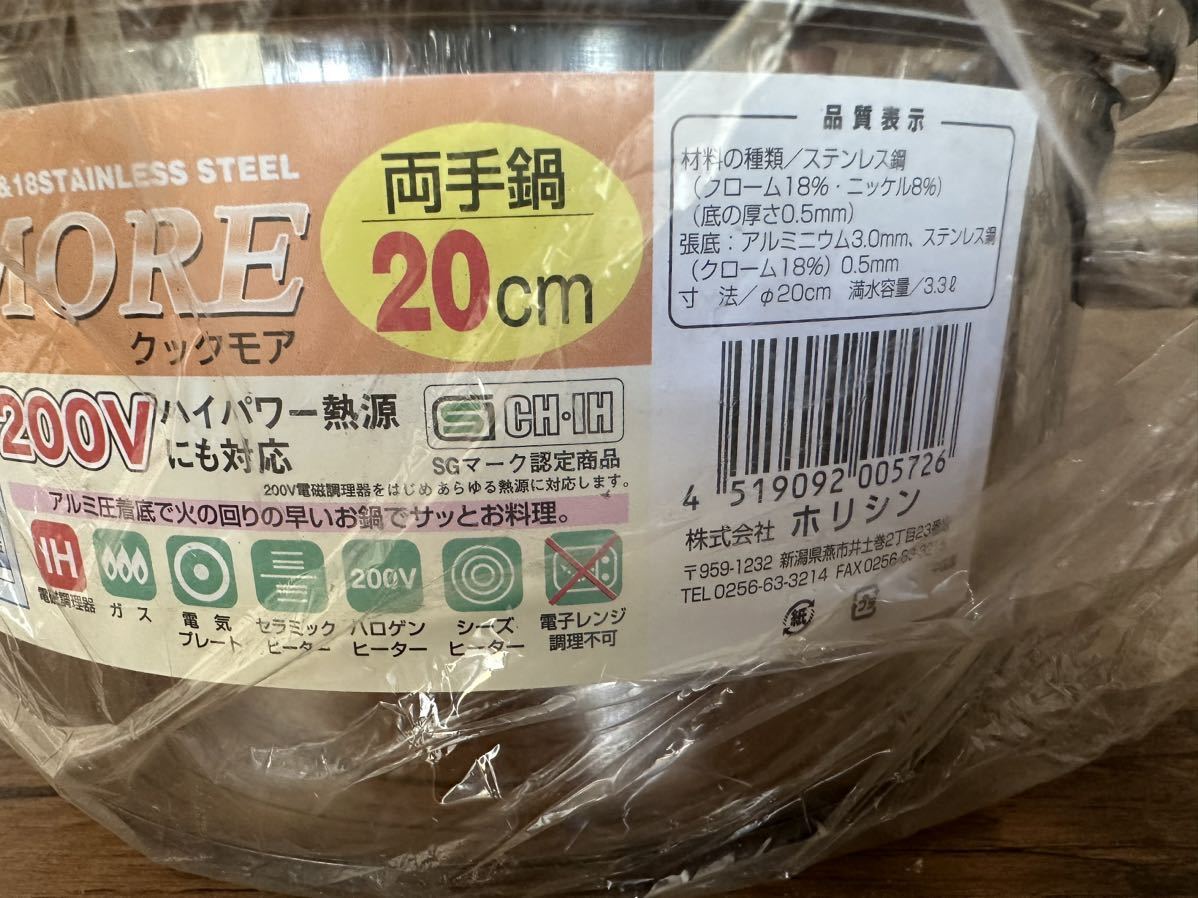 &18STAINLESS STEEL
MORE
クックモア
両手鍋
20cm
200V ハイパワー熱源
にも対応
CH・IH
SGマーク認定商品
200V電磁調理器をはじめ あらゆる熱源に対応します。
アルミ圧着底で火の回りの早いお鍋でサッとお料理。
IH
電磁調理器
ガス
電気
プレート
セラミック
ヒーター
200V
ハロゲン
ヒーター
シーズ
ヒーター
電子レンジ
調理不可
品質表示
材料の種類/ステンレス鋼
(クローム18%・ニッケル8%)
(底の厚さ0.5mm)
張底:アルミニウム3.0mm、ステンレス鋼
(クローム18%) 0.5mm
寸 法/φ20cm 満水容量/3.3ℓ
4 519092 005726
株式会社 ホリシン
〒959-1232 新潟県燕市井土巻2丁目23番
TEL 0256-63-3214 FAX0256-63-
紙
プラ